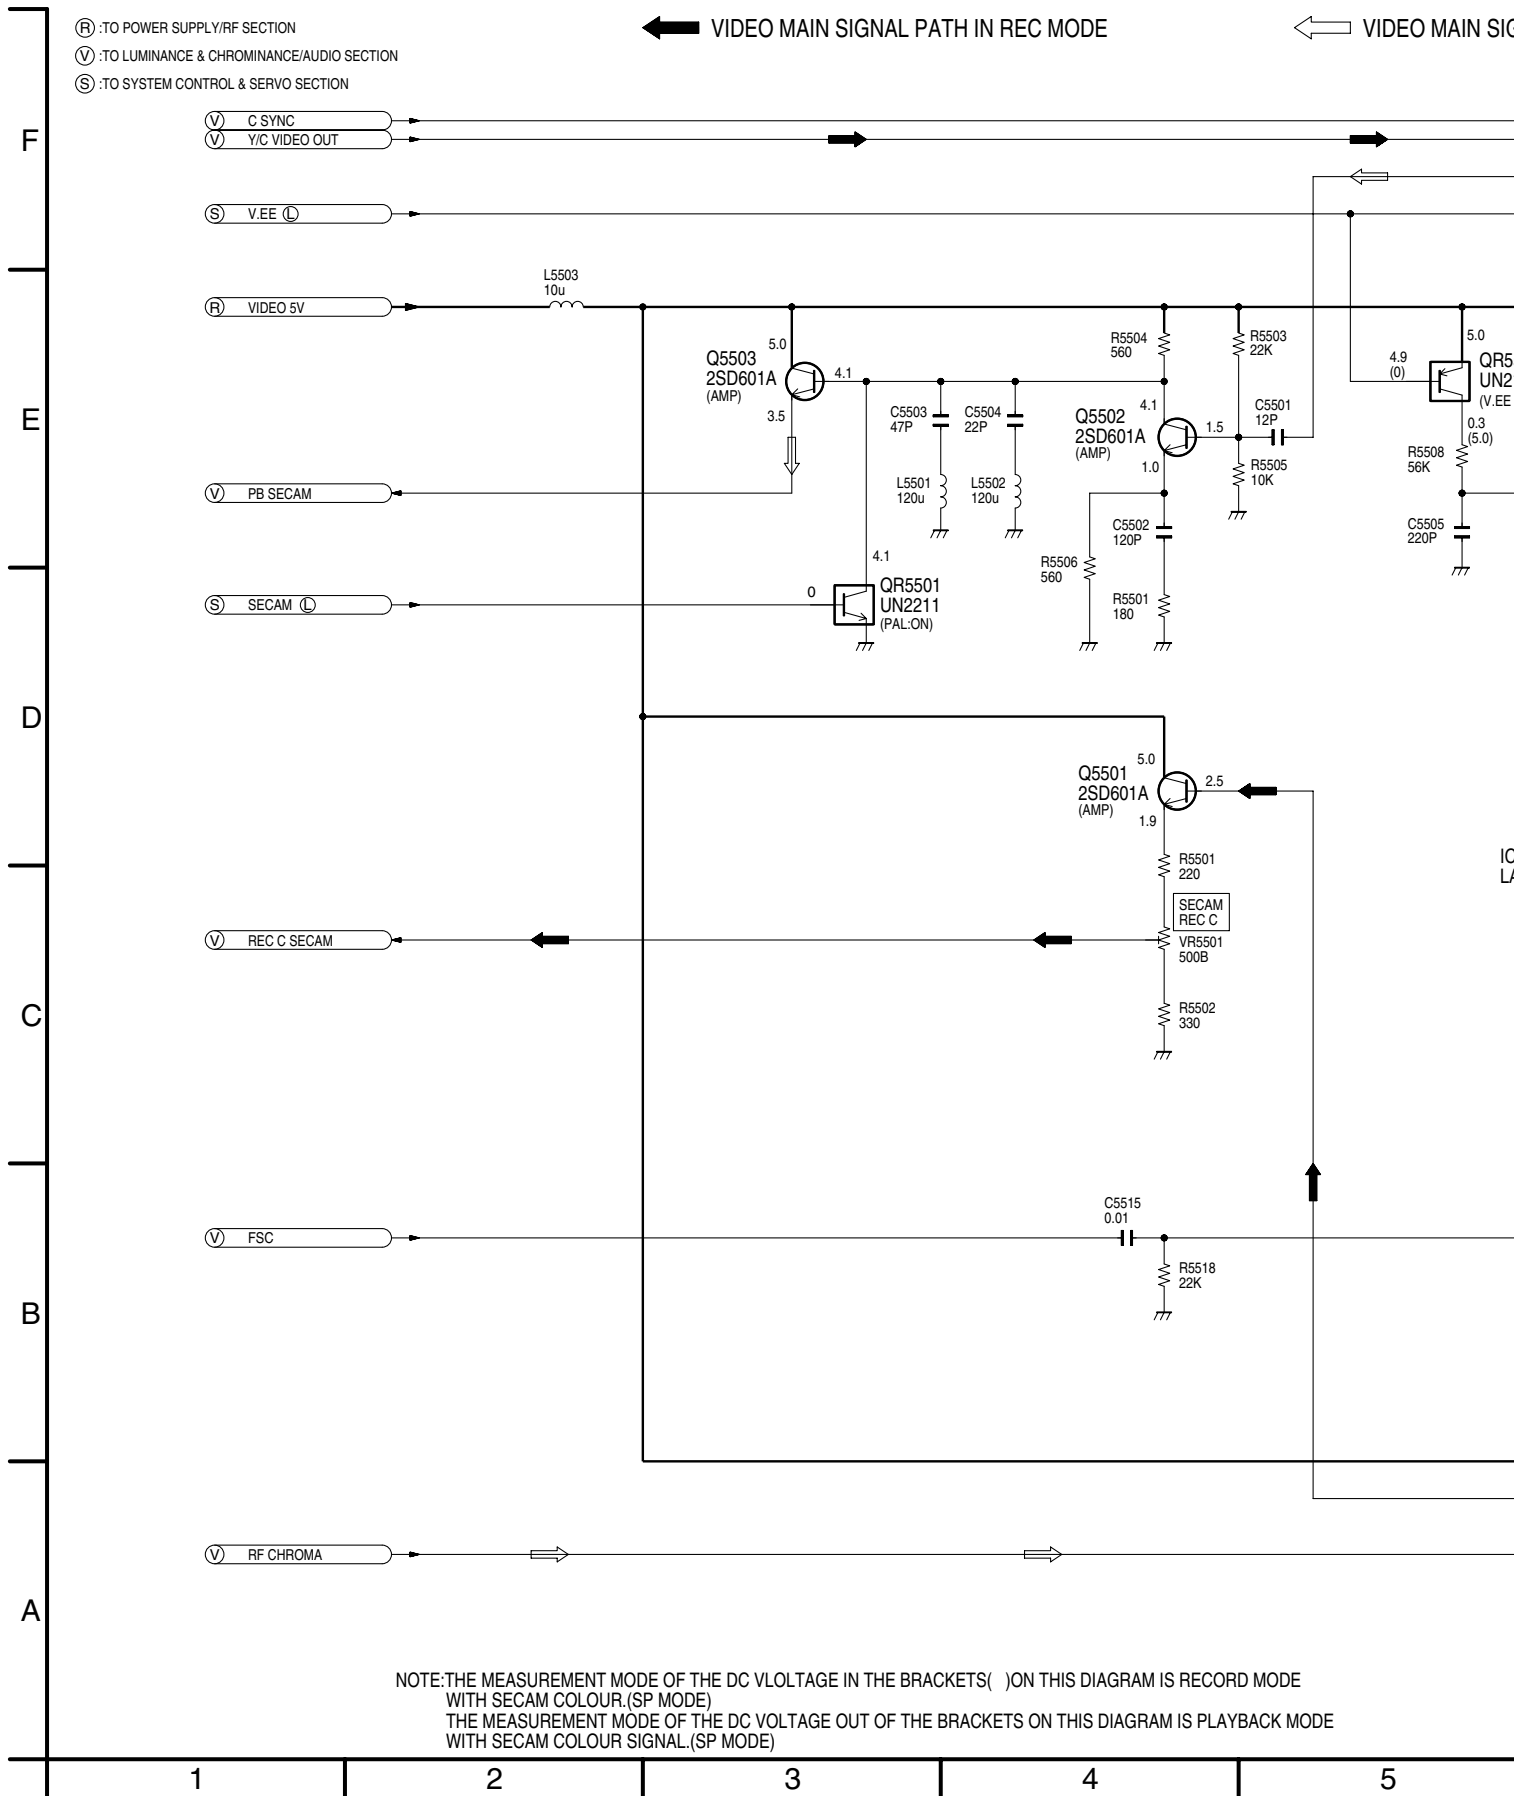 Ⓡ :TO POWER SUPPLY/RF SECTION
Ⓥ :TO LUMINANCE & CHROMINANCE/AUDIO SECTION
Ⓢ :TO SYSTEM CONTROL & SERVO SECTION
VIDEO MAIN SIGNAL PATH IN REC MODE
VIDEO MAIN
F
Ⓥ C SYNC
Ⓥ Y/C VIDEO OUT
Ⓢ V.EE Ⓛ
L5503
10u
Ⓡ VIDEO 5V
5.0
Q5503
2SD601A
(AMP)
4.1
3.5
C5503
47P
C5504
22P
L5501
120u
L5502
120u
R5504
560
R5503
22K
4.1
Q5502
2SD601A
(AMP)
1.5
1.0
C5501
12P
R5505
10K
C5502
120P
R5506
560
R5501
180
5.0
4.9
(0)
(V.EE
0.3
(5.0)
R5508
56K
C5505
220P
E
Ⓥ PB SECAM
Ⓢ SECAM Ⓛ
0
4.1
QR5501
UN2211
(PAL:ON)
D
5.0
Q5501
2SD601A
(AMP)
2.5
1.9
R5501
220
SECAM
REC C
VR5501
500B
R5502
330
Ⓥ REC C SECAM
C
C5515
0.01
Ⓥ FSC
R5518
22K
B
Ⓥ RF CHROMA
A
NOTE:THE MEASUREMENT MODE OF THE DC VLOLTAGE IN THE BRACKETS( )ON THIS DIAGRAM IS RECORD MODE
WITH SECAM COLOUR.(SP MODE)
THE MEASUREMENT MODE OF THE DC VOLTAGE OUT OF THE BRACKETS ON THIS DIAGRAM IS PLAYBACK MODE
WITH SECAM COLOUR SIGNAL.(SP MODE)
1 2 3 4 5